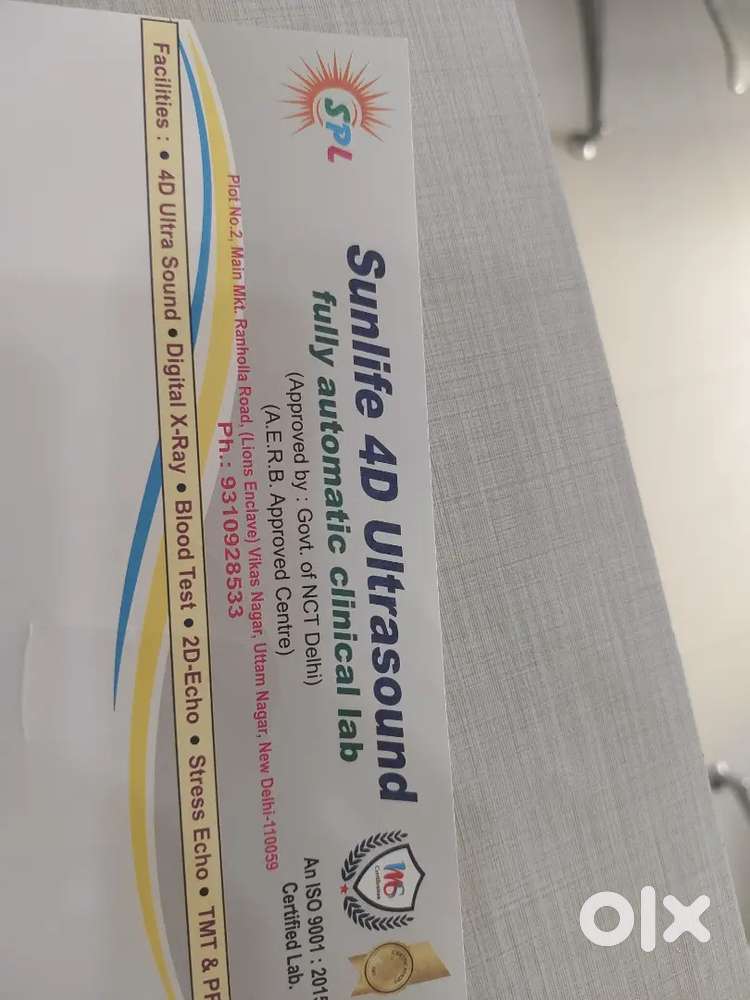 SPL
Sunlife 4D Ultrasound
fully automatic clinical lab
(Approved by : Govt. of NCT Delhi)
(A.E.R.B. Approved Centre)
Plot No.2, Main Mkt. Ranholla Road, (Lions Enclave) Vikas Nagar, Uttam Nagar, New Delhi-110059
Ph.: 9310928533
An ISO 9001 : 2015
Certified Lab.
Facilities : • 4D Ultra Sound • Digital X-Ray • Blood Test • 2D-Echo • Stress Echo • TMT &
olx